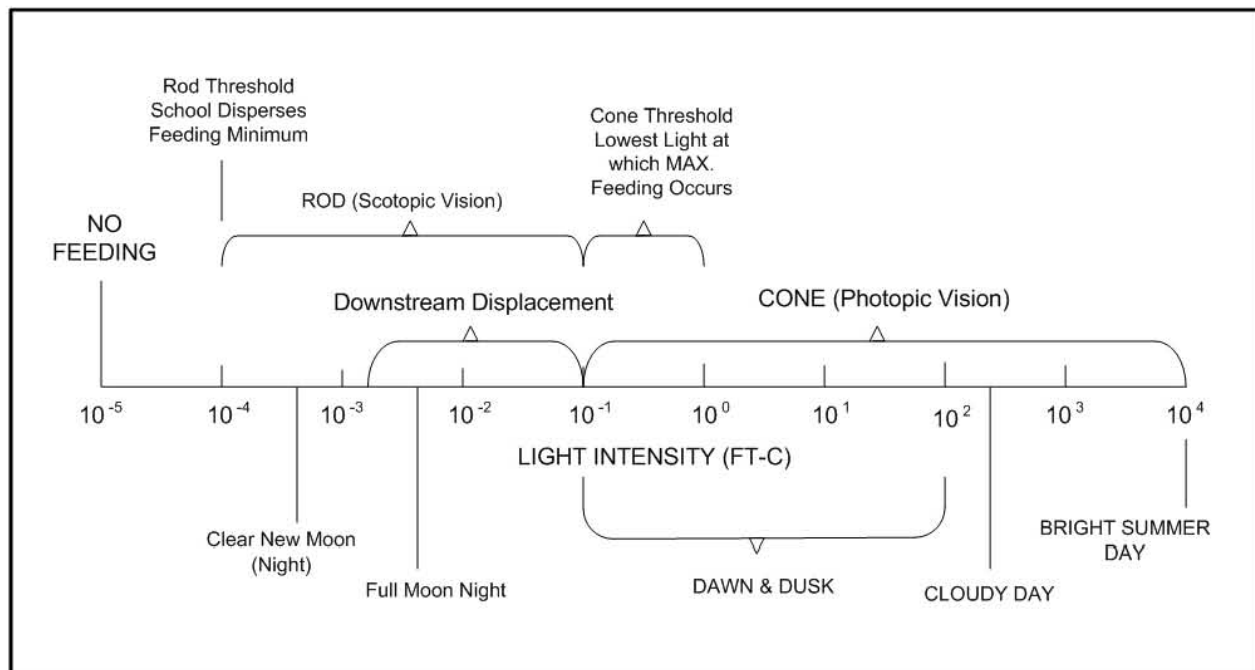 Rod Threshold
School Disperses
Feeding Minimum
Cone Threshold
Lowest Light at
which MAX.
Feeding Occurs
ROD (Scotopic Vision)
NO
FEEDING
Downstream Displacement
CONE (Photopic Vision)
10⁻⁵ 10⁻⁴ 10⁻³ 10⁻² 10⁻¹ 10⁰ 10¹ 10² 10³ 10⁴
LIGHT INTENSITY (FT-C)
Clear New Moon
(Night)
Full Moon Night
DAWN & DUSK
CLOUDY DAY
BRIGHT SUMMER
DAY